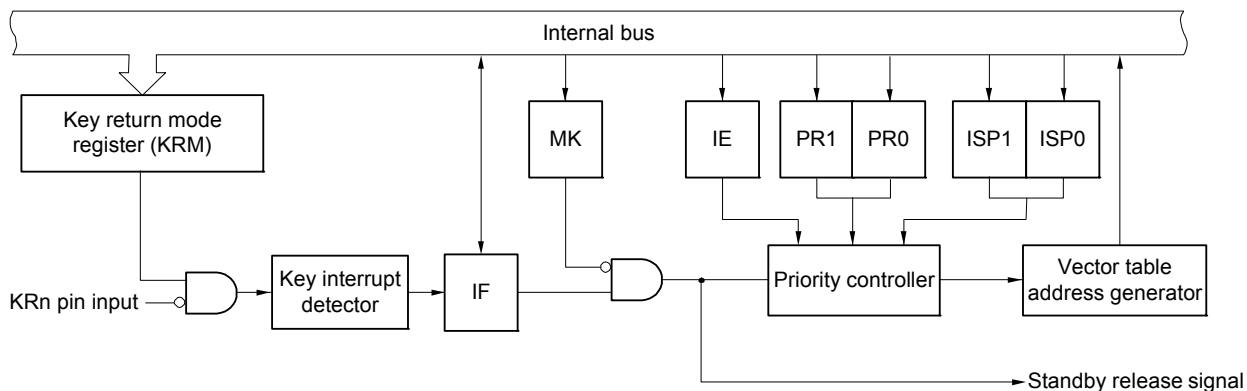 Internal bus
Key return mode
register (KRM)
MK
IE
PR1
PR0
ISP1
ISP0
KRn pin input
Key interrupt
detector
IF
Priority controller
Vector table
address generator
Standby release signal